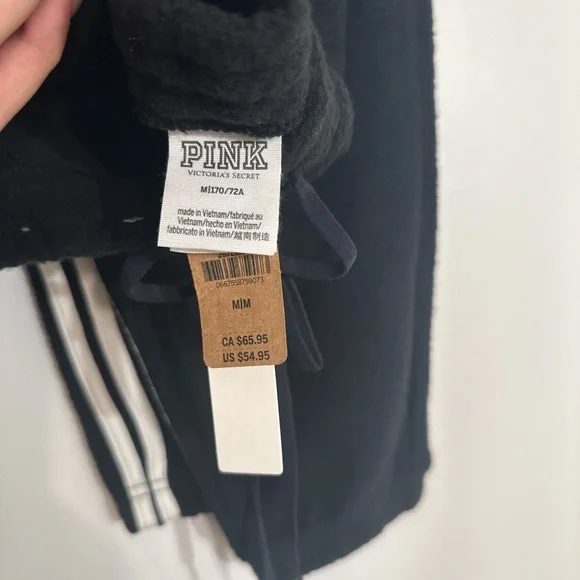 PINK
VICTORIA'S SECRET
M|170/72A
made in Vietnam/fabriqué au
Vietnam/hecho en Vietnam/
fabbricato in Vietnam/越南制造
0667558759073
M|M
CA $65.95
US $54.95